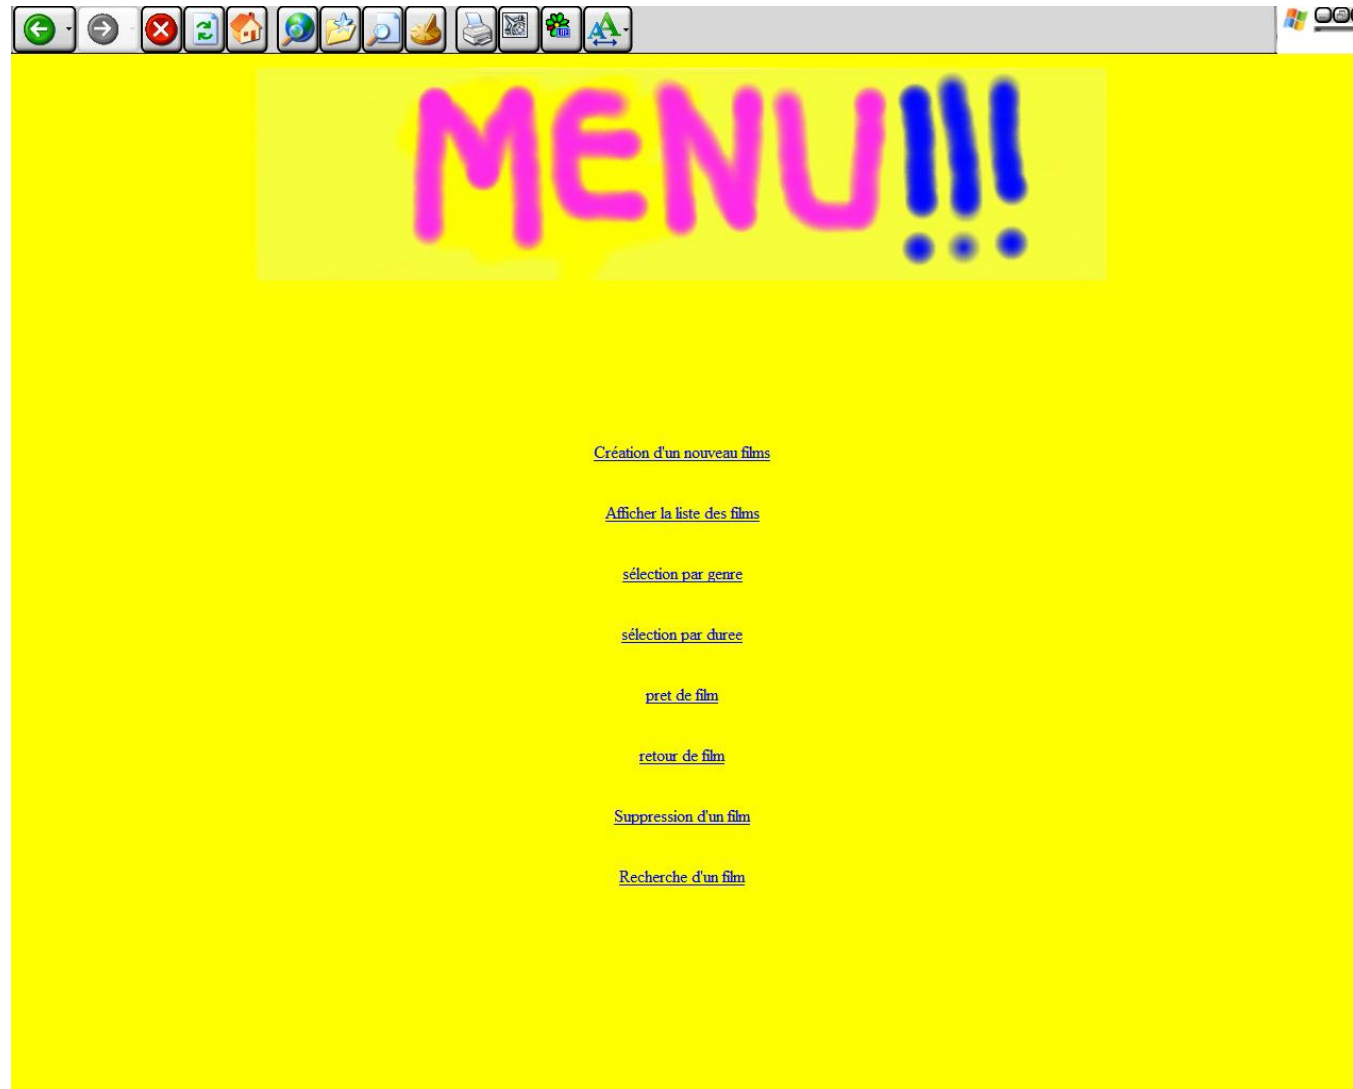 MENU!!!
Création d'un nouveau films
Afficher la liste des films
sélection par genre
sélection par duree
pret de film
retour de film
Suppression d'un film
Recherche d'un film